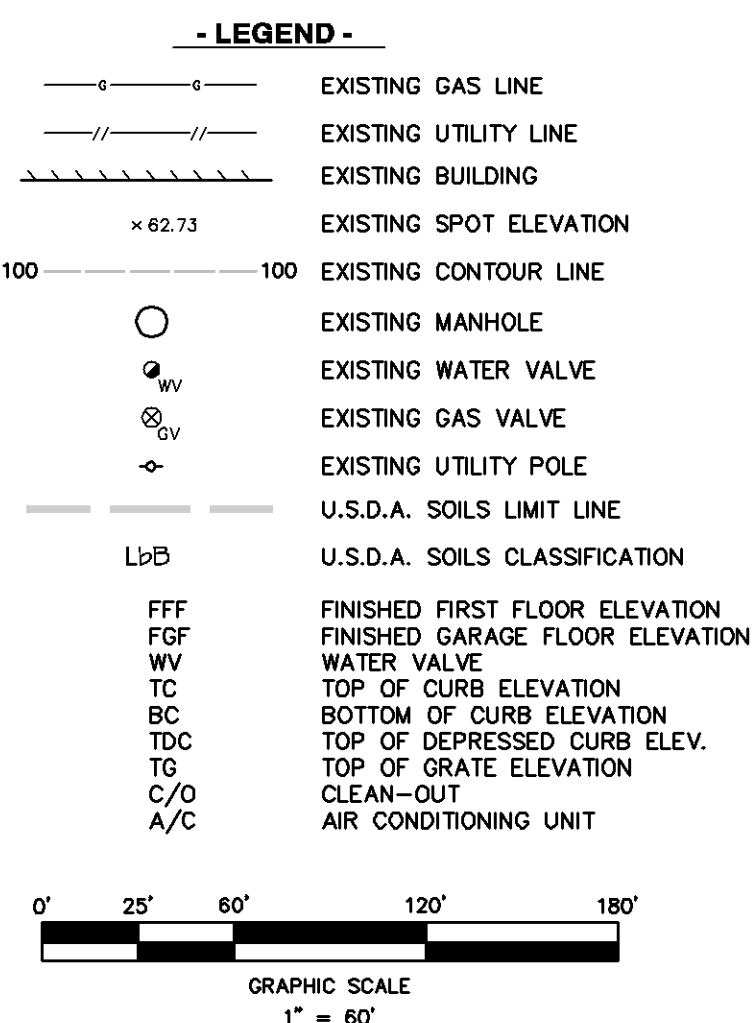 - LEGEND -
G G EXISTING GAS LINE
// // EXISTING UTILITY LINE
EXISTING BUILDING
× 62.73 EXISTING SPOT ELEVATION
100 100 EXISTING CONTOUR LINE
EXISTING MANHOLE
WV EXISTING WATER VALVE
GV EXISTING GAS VALVE
EXISTING UTILITY POLE
U.S.D.A. SOILS LIMIT LINE
LbB U.S.D.A. SOILS CLASSIFICATION
FFF FINISHED FIRST FLOOR ELEVATION
FGF FINISHED GARAGE FLOOR ELEVATION
WV WATER VALVE
TC TOP OF CURB ELEVATION
BC BOTTOM OF CURB ELEVATION
TDC TOP OF DEPRESSED CURB ELEV.
TG TOP OF GRATE ELEVATION
C/O CLEAN-OUT
A/C AIR CONDITIONING UNIT
0' 25' 60' 120' 180'
GRAPHIC SCALE
1" = 60'